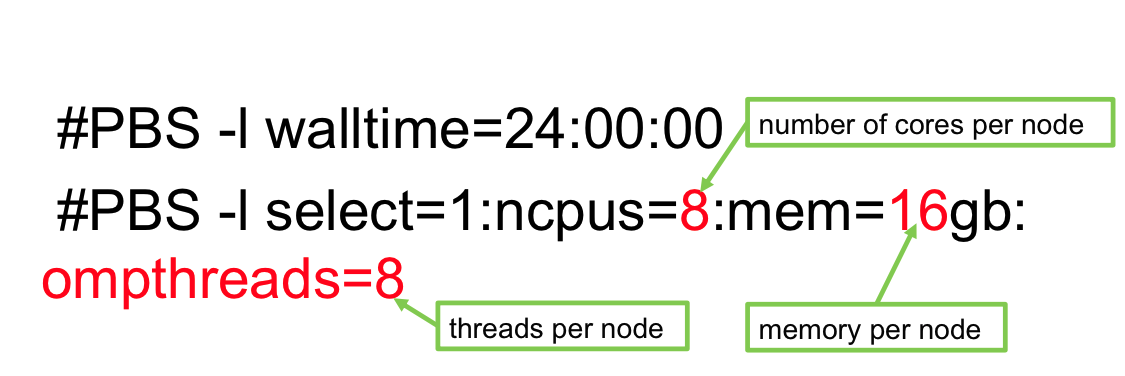 #PBS -l walltime=24:00:00
number of cores per node
#PBS -l select=1:ncpus=8:mem=16gb:
ompthreads=8
threads per node
memory per node